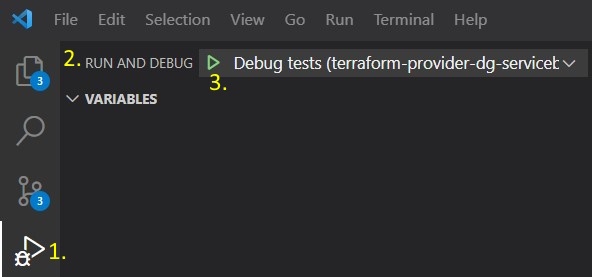 File Edit Selection View Go Run Terminal Help
2. RUN AND DEBUG Debug tests (terraform-provider-dg-serviceb
3
3.
VARIABLES
3
1.